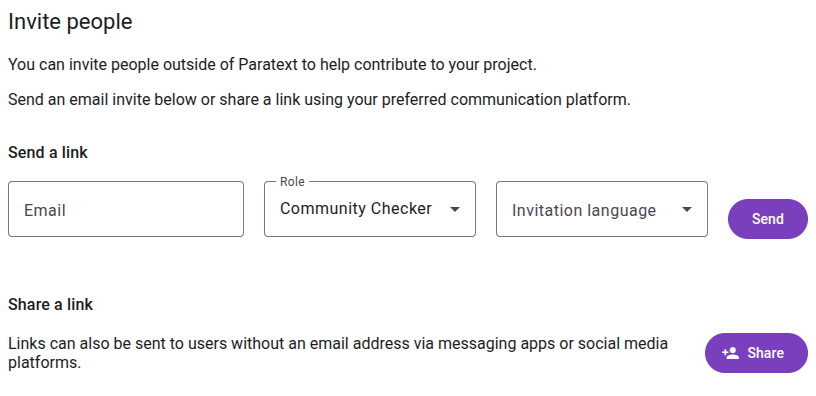 Invite people
You can invite people outside of Paratext to help contribute to your project.
Send an email invite below or share a link using your preferred communication platform.
Send a link
Role
Email
Community Checker
Invitation language
Send
Share a link
Links can also be sent to users without an email address via messaging apps or social media
platforms.
Share